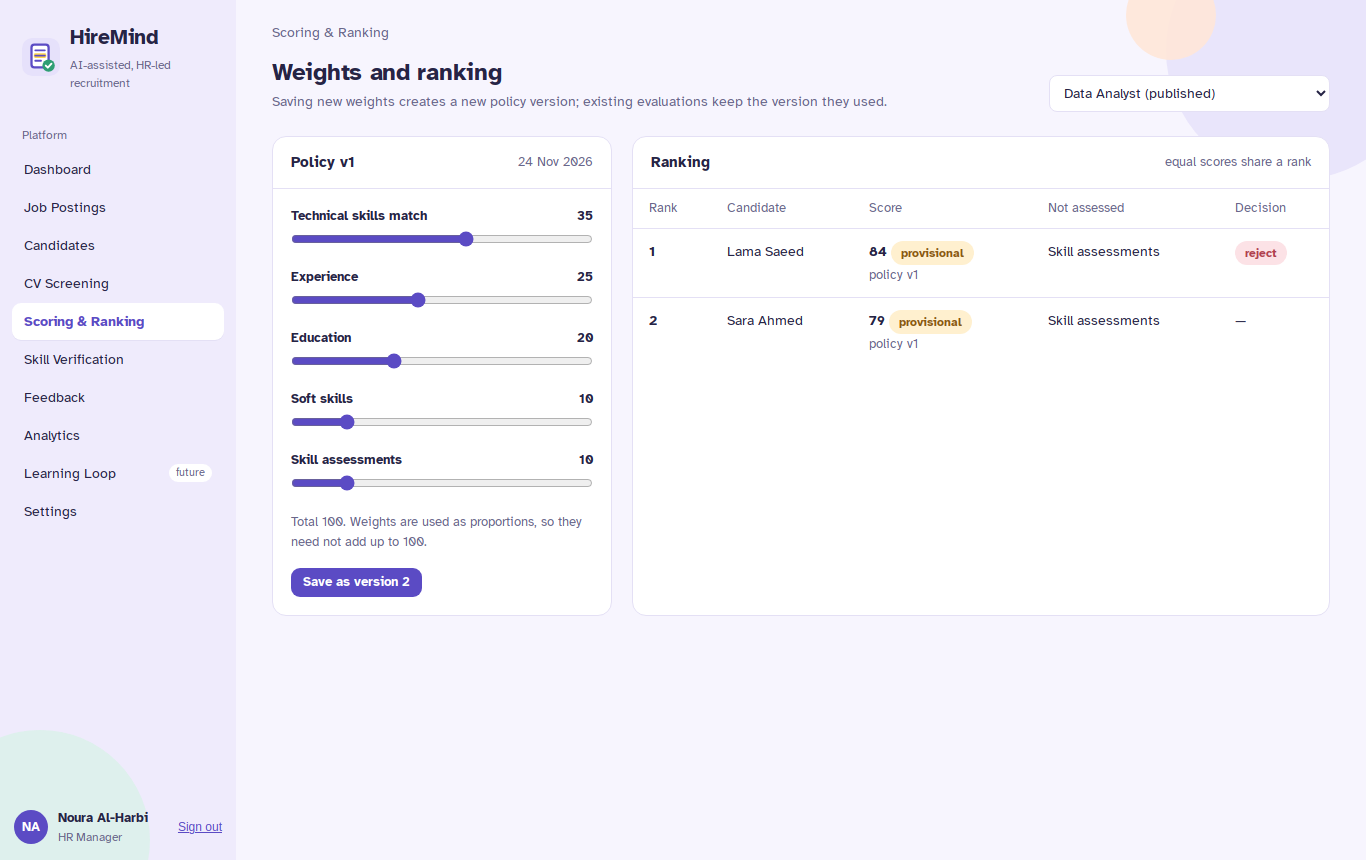 HireMind
AI-assisted, HR-led
recruitment
Platform
Dashboard
Job Postings
Candidates
CV Screening
Scoring & Ranking
Skill Verification
Feedback
Analytics
Learning Loop future
Settings
NA
Noura Al-Harbi
HR Manager
Sign out
Scoring & Ranking
Weights and ranking
Saving new weights creates a new policy version; existing evaluations keep the version they used.
Data Analyst (published)
Policy v1 24 Nov 2026
Technical skills match 35
Experience 25
Education 20
Soft skills 10
Skill assessments 10
Total 100. Weights are used as proportions, so they
need not add up to 100.
Save as version 2
Ranking equal scores share a rank
Rank Candidate Score Not assessed Decision
1 Lama Saeed 84 provisional Skill assessments reject
policy v1
2 Sara Ahmed 79 provisional Skill assessments —
policy v1